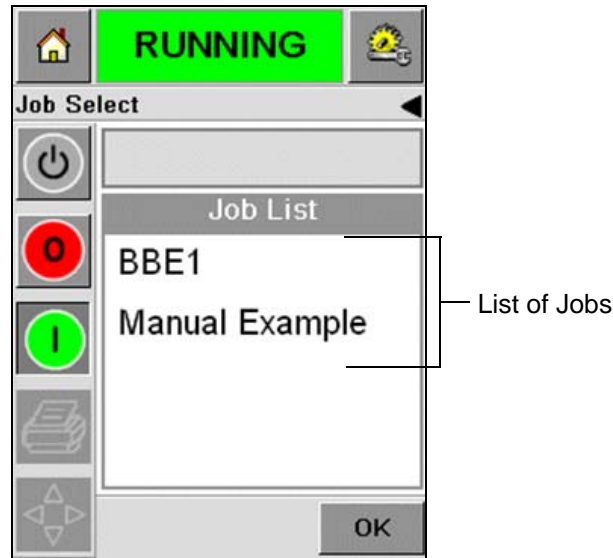 RUNNING
Job Select
Job List
O
BBE1
List of Jobs
Manual Example
I
OK